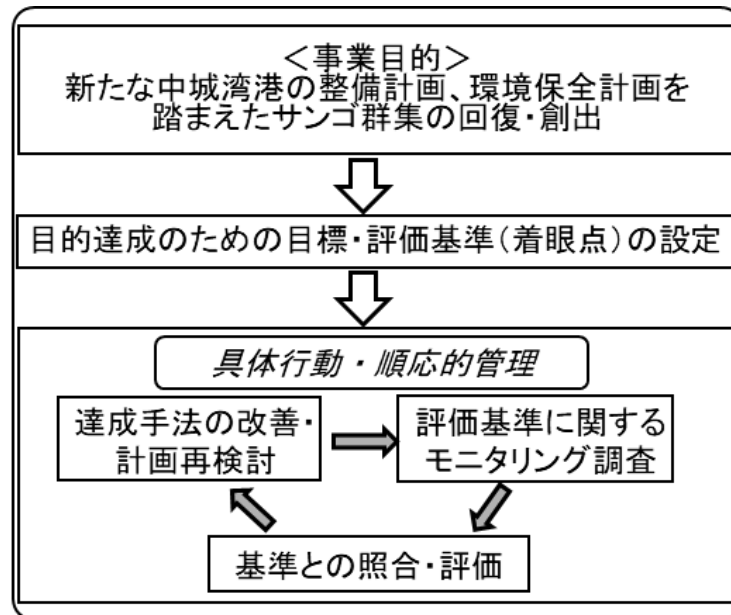 ＜事業目的＞
新たな中城湾港の整備計画、環境保全計画を
踏まえたサンゴ群集の回復・創出
目的達成のための目標・評価基準（着眼点）の設定
具体行動・順応的管理
達成手法の改善・
計画再検討
評価基準に関する
モニタリング調査
基準との照合・評価